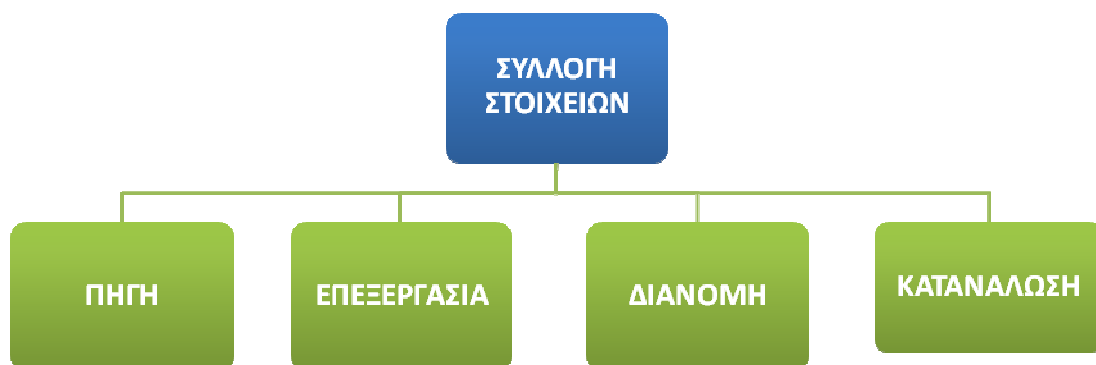 ΣΥΛΛΟΓΗ
ΣΤΟΙΧΕΙΩΝ
ΠΗΓΗ
ΕΠΕΞΕΡΓΑΣΙΑ
ΔΙΑΝΟΜΗ
ΚΑΤΑΝΑΛΩΣΗ